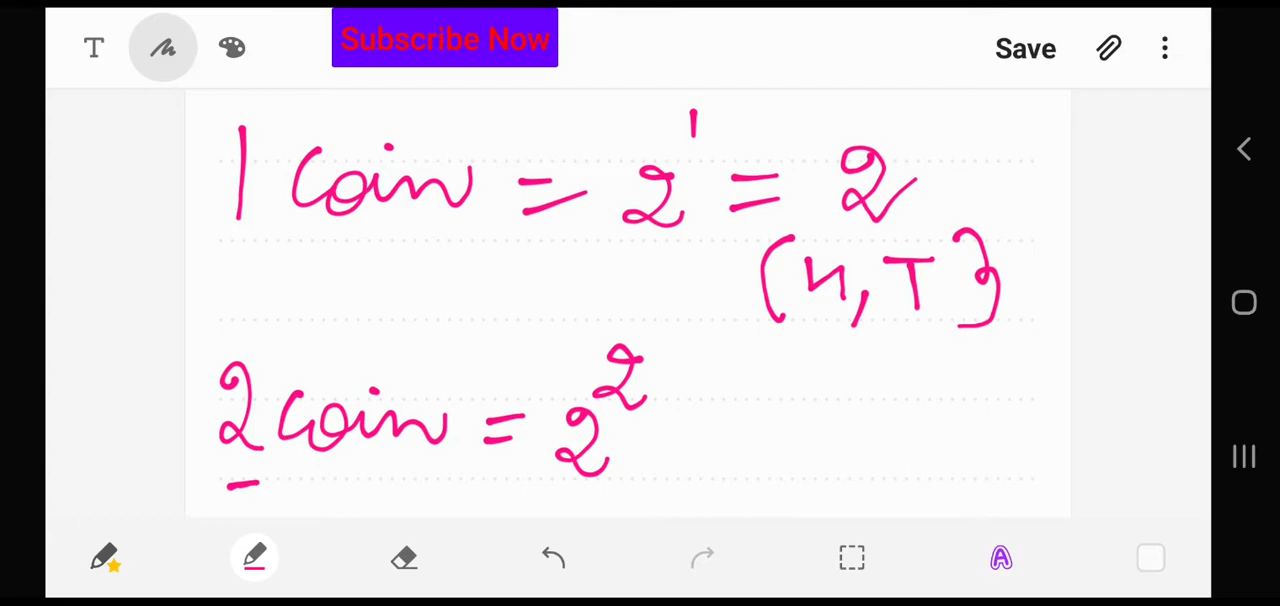 T Subscribe Now Save
1 Coin = 2¹ = 2
(H, T}
2 coin = 2²
A